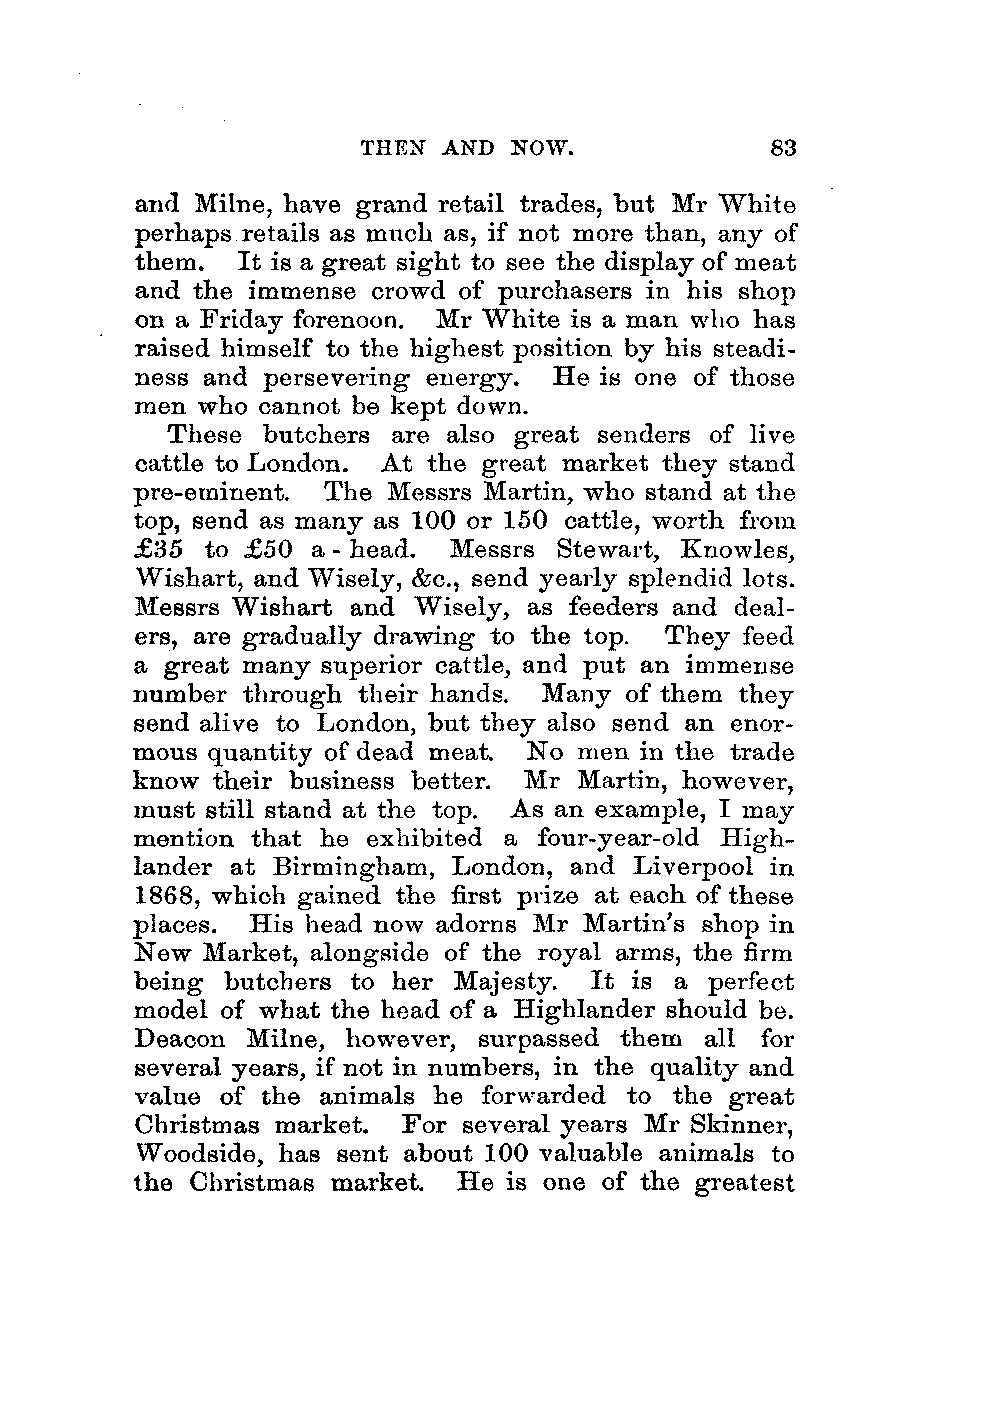 THEN AND NOW. 83
and Milne, have grand retail trades, but Mr White
perhaps retails as much as, if not more than, any of
them. It is a great sight to see the display of meat
and the immense crowd of purchasers in his shop
on a Friday forenoon. Mr White is a man who has
raised himself to the highest position by his steadi-
ness and persevering energy. He is one of those
men who cannot be kept down.
These butchers are also great senders of live
cattle to London. At the great market they stand
pre-eminent. The Messrs Martin, who stand at the
top, send as many as 100 or 150 cattle, worth from
£35 to £50 a-head. Messrs Stewart, Knowles,
Wishart, and Wisely, &c., send yearly splendid lots.
Messrs Wishart and Wisely, as feeders and deal-
ers, are gradually drawing to the top. They feed
a great many superior cattle, and put an immense
number through their hands. Many of them they
send alive to London, but they also send an enor-
mous quantity of dead meat. No men in the trade
know their business better. Mr Martin, however,
must still stand at the top. As an example, I may
mention that he exhibited a four-year-old High-
lander at Birmingham, London, and Liverpool in
1868, which gained the first prize at each of these
places. His head now adorns Mr Martin's shop in
New Market, alongside of the royal arms, the firm
being butchers to her Majesty. It is a perfect
model of what the head of a Highlander should be.
Deacon Milne, however, surpassed them all for
several years, if not in numbers, in the quality and
value of the animals he forwarded to the great
Christmas market. For several years Mr Skinner,
Woodside, has sent about 100 valuable animals to
the Christmas market. He is one of the greatest